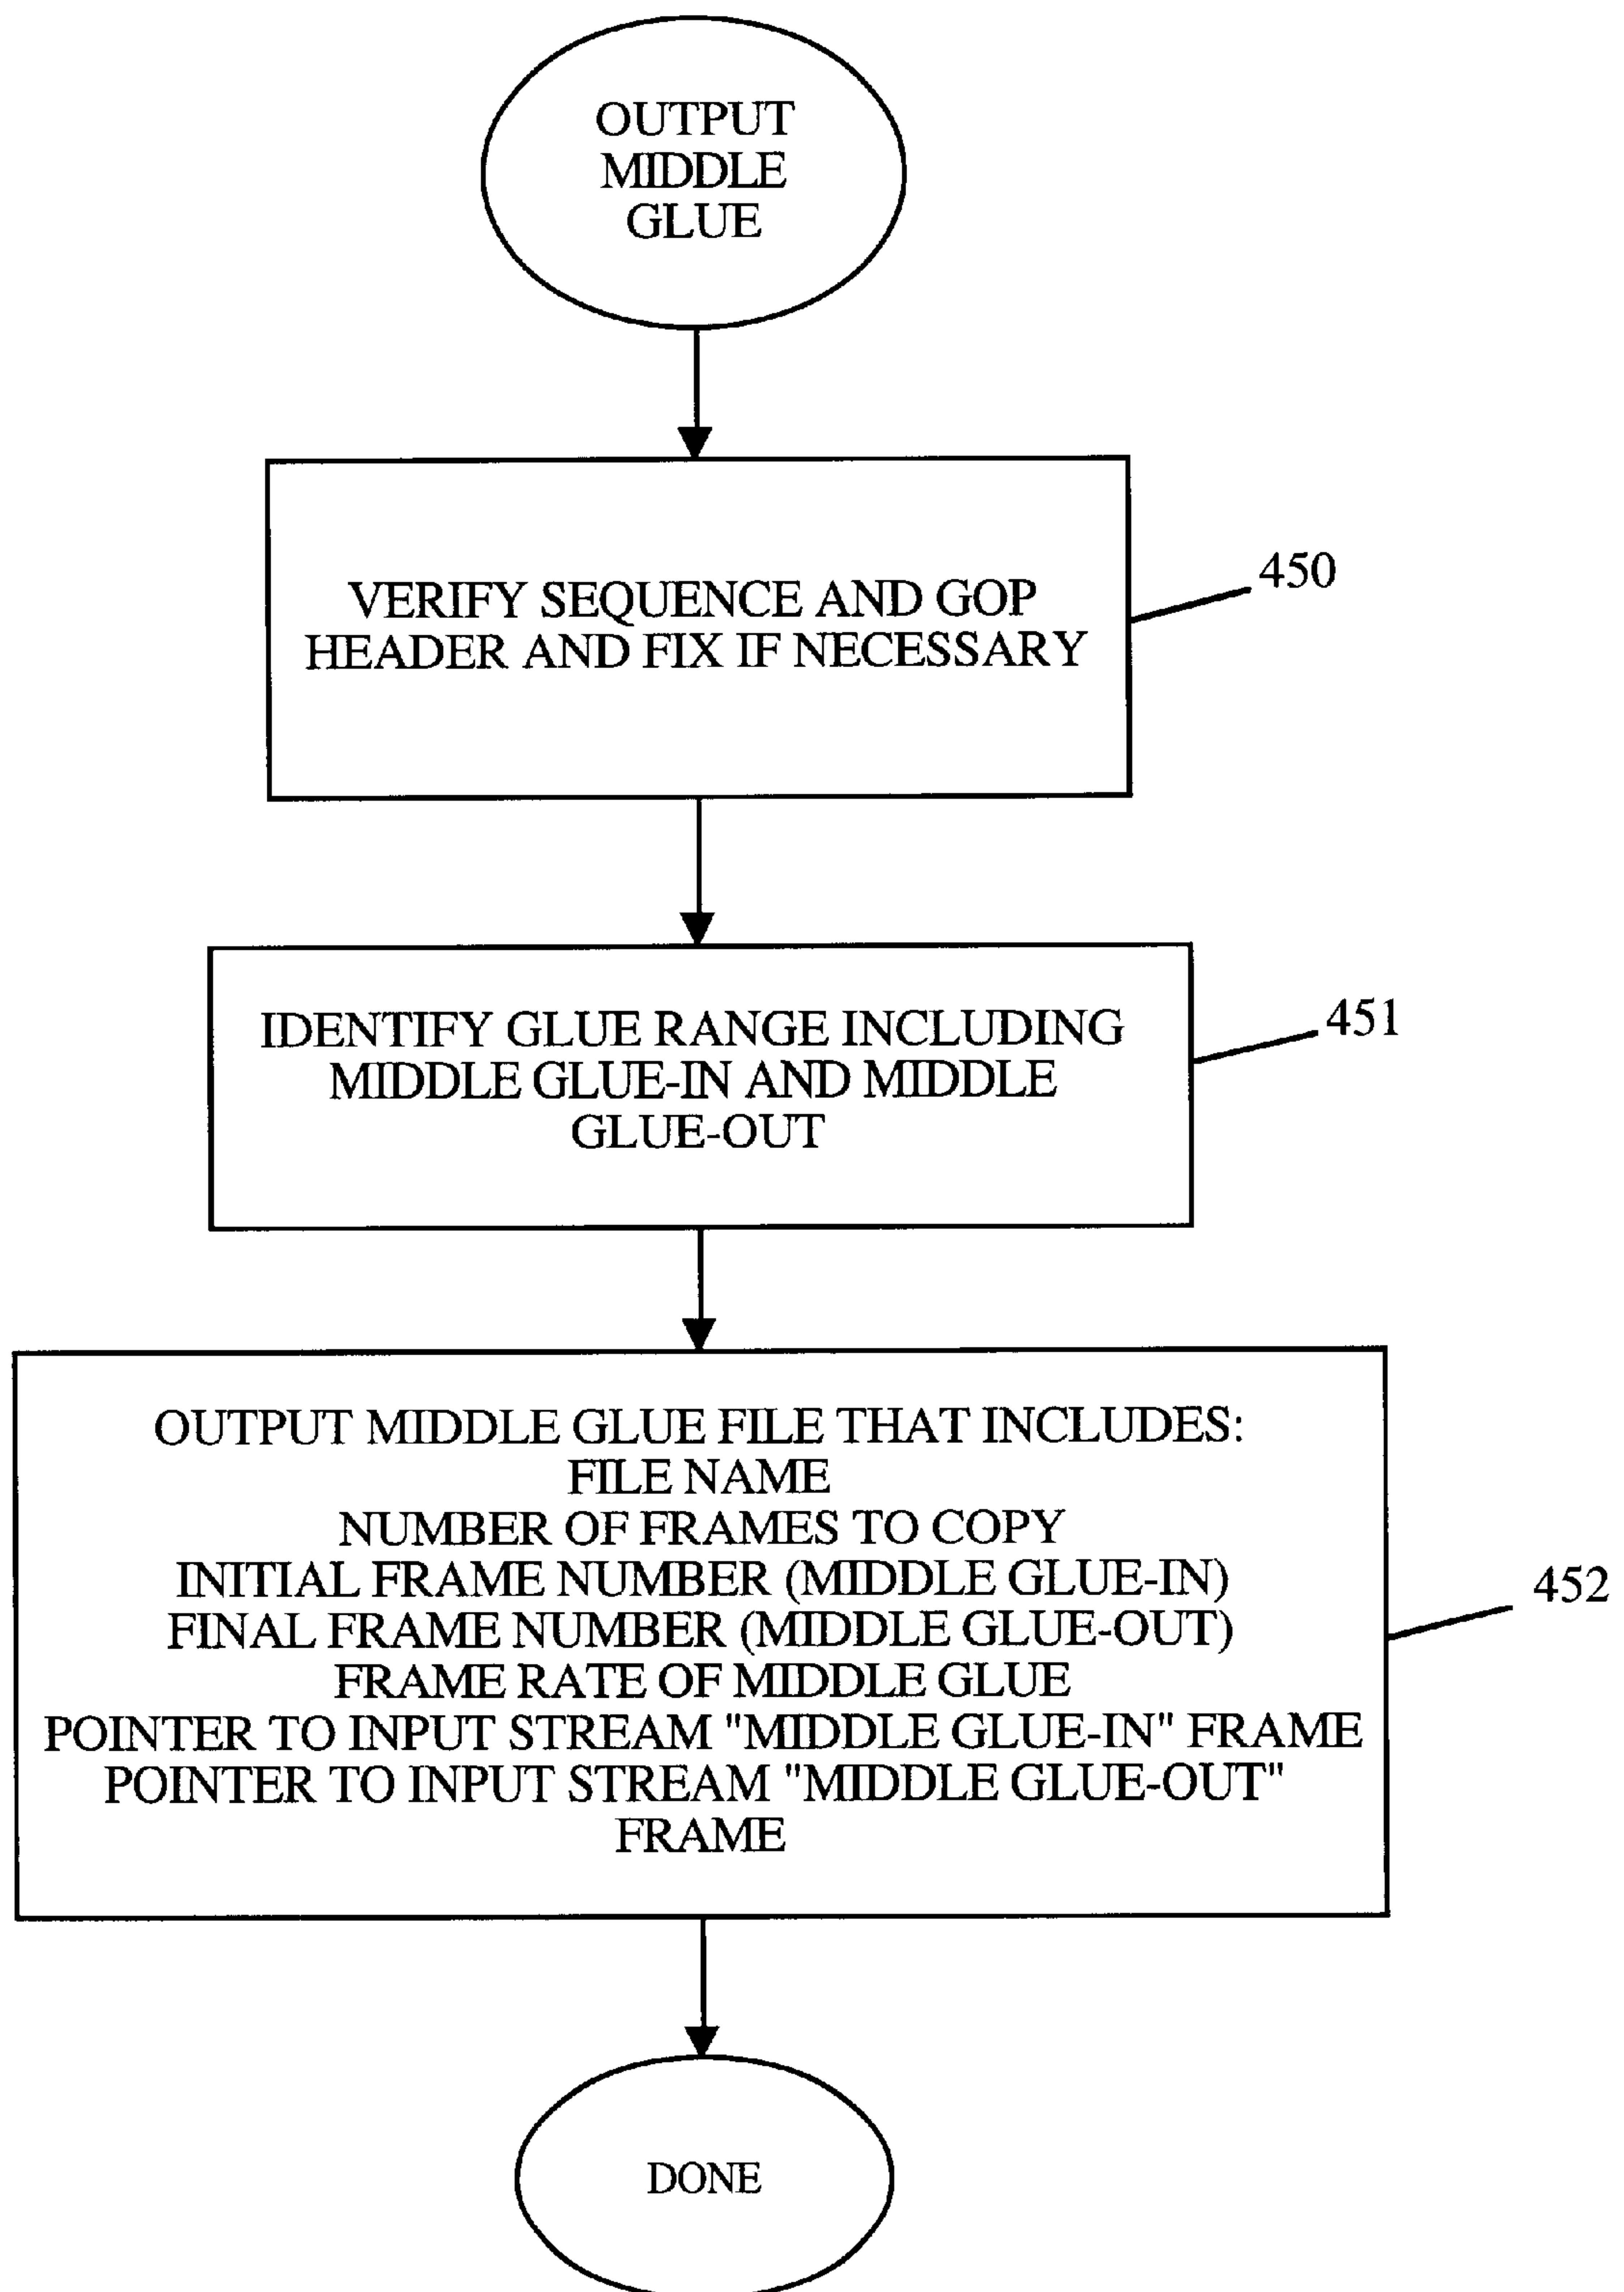 OUTPUT
MIDDLE
GLUE
VERIFY SEQUENCE AND GOP
HEADER AND FIX IF NECESSARY
450
IDENTIFY GLUE RANGE INCLUDING
MIDDLE GLUE-IN AND MIDDLE
GLUE-OUT
451
OUTPUT MIDDLE GLUE FILE THAT INCLUDES:
FILE NAME
NUMBER OF FRAMES TO COPY
INITIAL FRAME NUMBER (MIDDLE GLUE-IN)
FINAL FRAME NUMBER (MIDDLE GLUE-OUT)
FRAME RATE OF MIDDLE GLUE
POINTER TO INPUT STREAM "MIDDLE GLUE-IN" FRAME
POINTER TO INPUT STREAM "MIDDLE GLUE-OUT"
FRAME
452
DONE